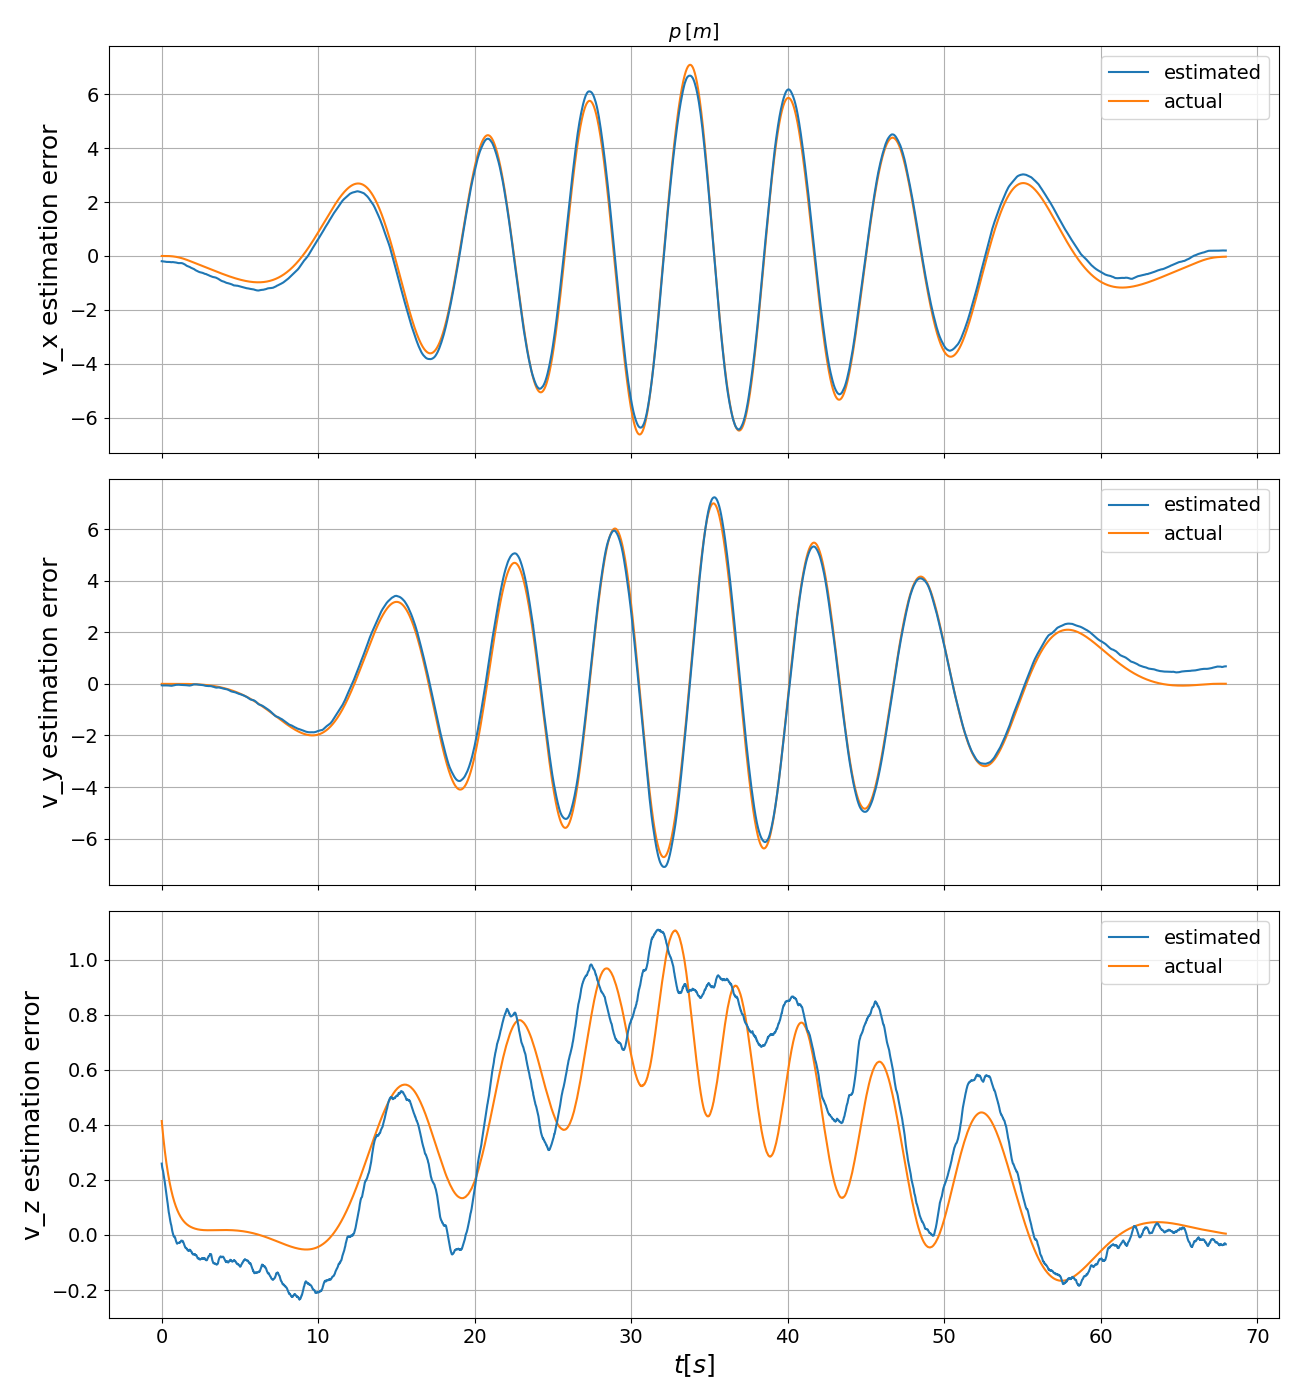 p [m]
v_x estimation error
6
4
2
0
−2
−4
−6
estimated
actual
v_y estimation error
6
4
2
0
−2
−4
−6
estimated
actual
v_z estimation error
1.0
0.8
0.6
0.4
0.2
0.0
−0.2
estimated
actual
0 10 20 30 40 50 60 70
t[s]